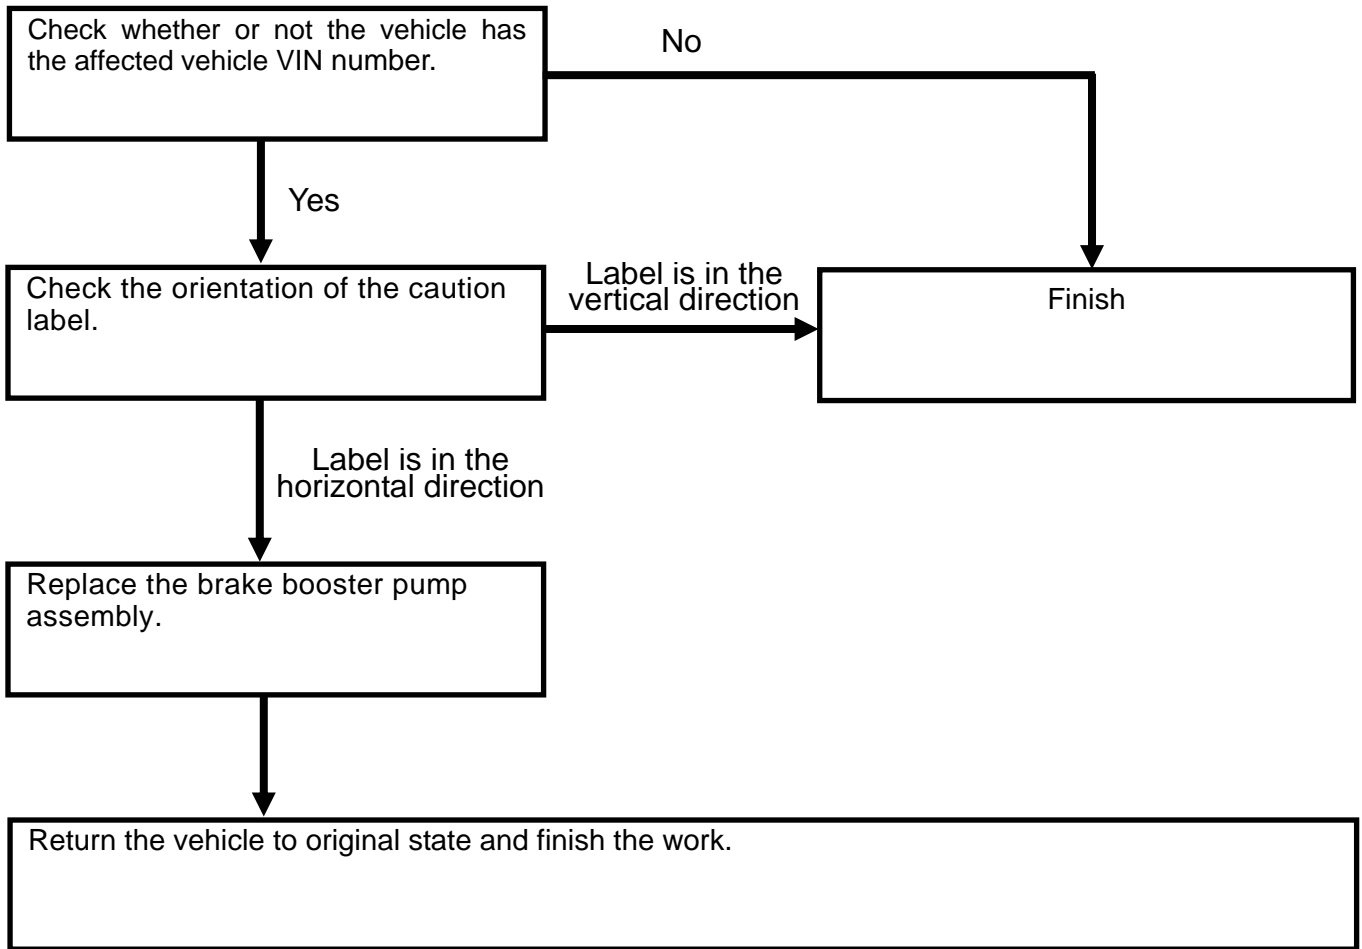 Check whether or not the vehicle has
the affected vehicle VIN number.
No
Yes
Check the orientation of the caution
label.
Label is in the
vertical direction
Finish
Label is in the
horizontal direction
Replace the brake booster pump
assembly.
Return the vehicle to original state and finish the work.